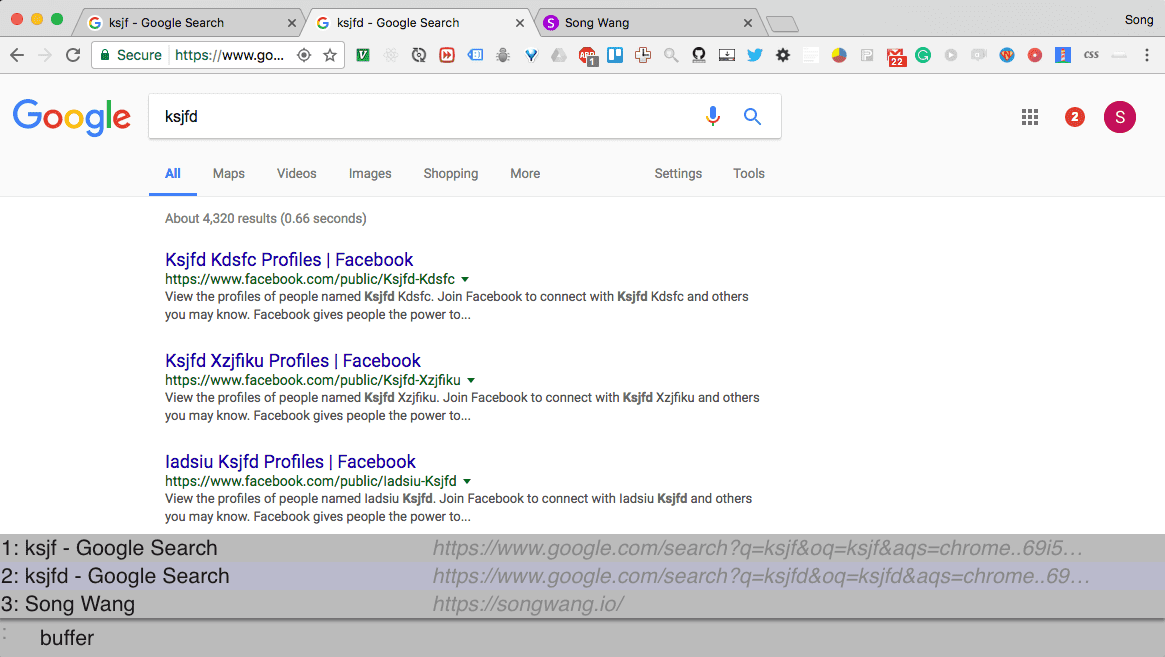 ksjf - Google Search
ksjfd - Google Search
S Song Wang
Song
Secure https://www.go...
1
22
css
Google
ksjfd
2
S
All Maps Videos Images Shopping More Settings Tools
About 4,320 results (0.66 seconds)
Ksjfd Kdsfc Profiles | Facebook
https://www.facebook.com/public/Ksjfd-Kdsfc
View the profiles of people named Ksjfd Kdsfc. Join Facebook to connect with Ksjfd Kdsfc and others
you may know. Facebook gives people the power to...
Ksjfd Xzjfiku Profiles | Facebook
https://www.facebook.com/public/Ksjfd-Xzjfiku
View the profiles of people named Ksjfd Xzjfiku. Join Facebook to connect with Ksjfd Xzjfiku and others
you may know. Facebook gives people the power to...
Iadsiu Ksjfd Profiles | Facebook
https://www.facebook.com/public/Iadsiu-Ksjfd
View the profiles of people named Iadsiu Ksjfd. Join Facebook to connect with Iadsiu Ksjfd and others
you may know. Facebook gives people the power to...
1: ksjf - Google Search https://www.google.com/search?q=ksjf&oq=ksjf&aqs=chrome..69i5…
2: ksjfd - Google Search https://www.google.com/search?q=ksjfd&oq=ksjfd&aqs=chrome..69…
3: Song Wang https://songwang.io/
: buffer